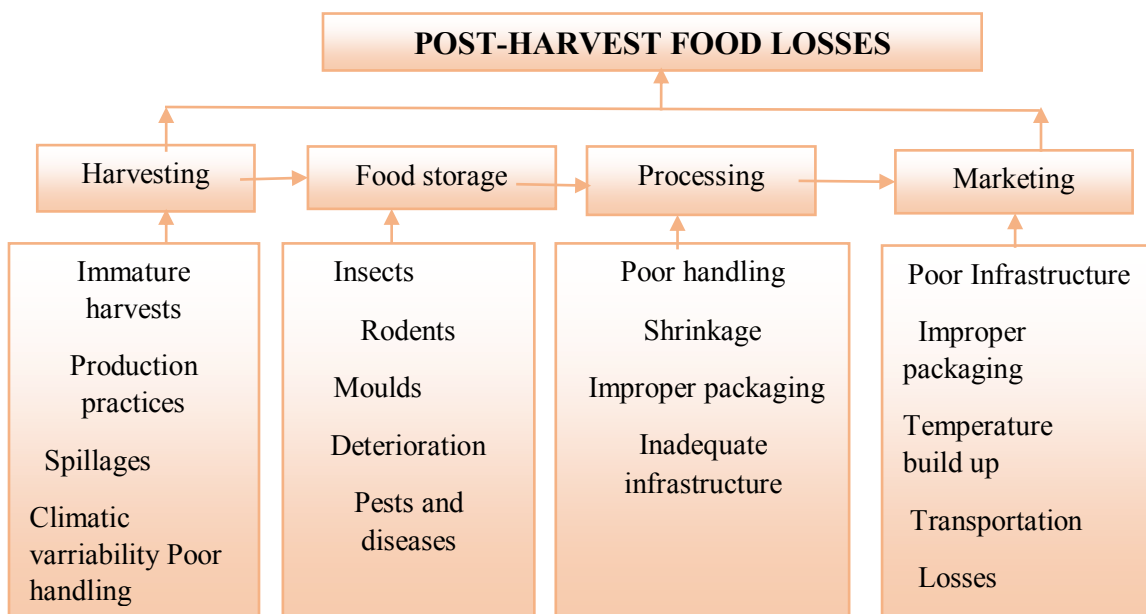 POST-HARVEST FOOD LOSSES
Harvesting
Food storage
Processing
Marketing
Immature
harvests
Production
practices
Spillages
Climatic
varriability Poor
handling
Insects
Rodents
Moulds
Deterioration
Pests and
diseases
Poor handling
Shrinkage
Improper packaging
Inadequate
infrastructure
Poor Infrastructure
Improper
packaging
Temperature
build up
Transportation
Losses